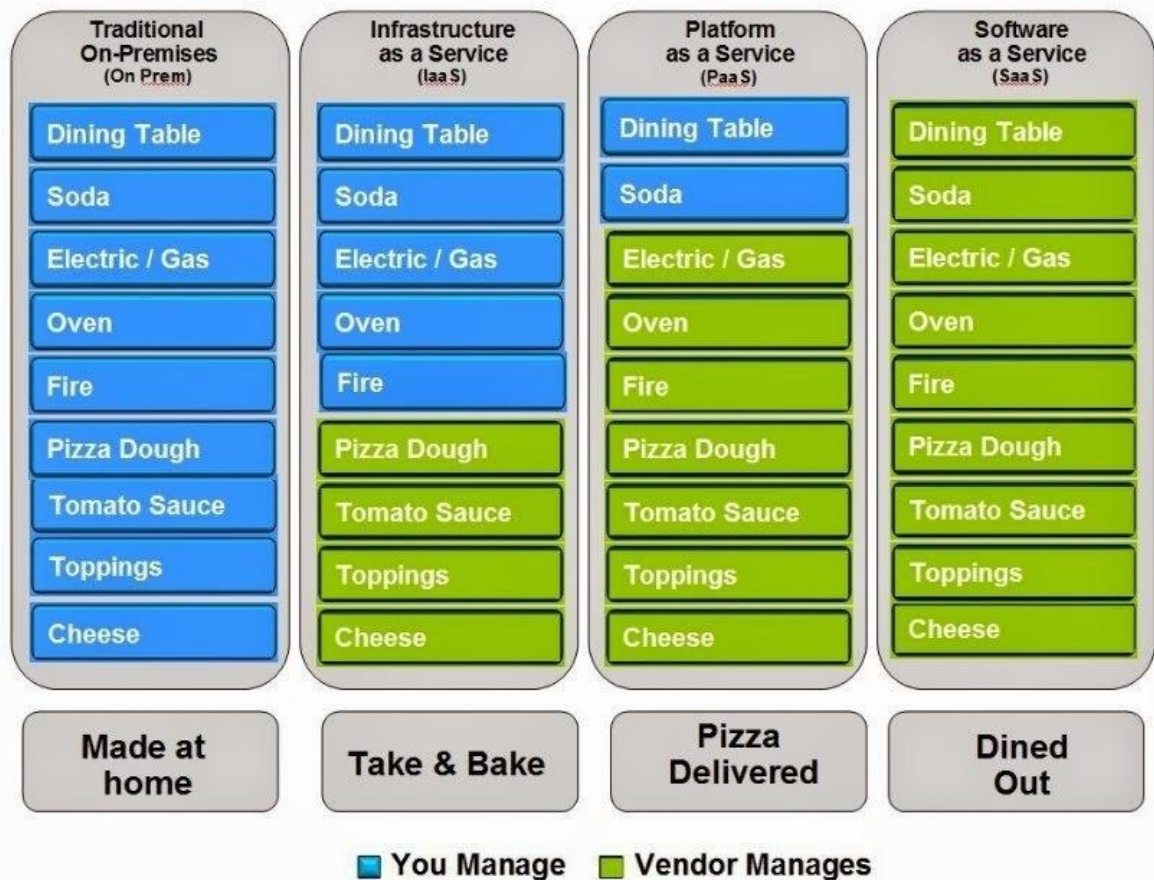 Traditional
On-Premises
(On Prem)
Dining Table
Soda
Electric / Gas
Oven
Fire
Pizza Dough
Tomato Sauce
Toppings
Cheese
Made at
home
Infrastructure
as a Service
(IaaS)
Dining Table
Soda
Electric / Gas
Oven
Fire
Pizza Dough
Tomato Sauce
Toppings
Cheese
Take & Bake
Platform
as a Service
(PaaS)
Dining Table
Soda
Electric / Gas
Oven
Fire
Pizza Dough
Tomato Sauce
Toppings
Cheese
Pizza
Delivered
Software
as a Service
(SaaS)
Dining Table
Soda
Electric / Gas
Oven
Fire
Pizza Dough
Tomato Sauce
Toppings
Cheese
Dined
Out
You Manage
Vendor Manages